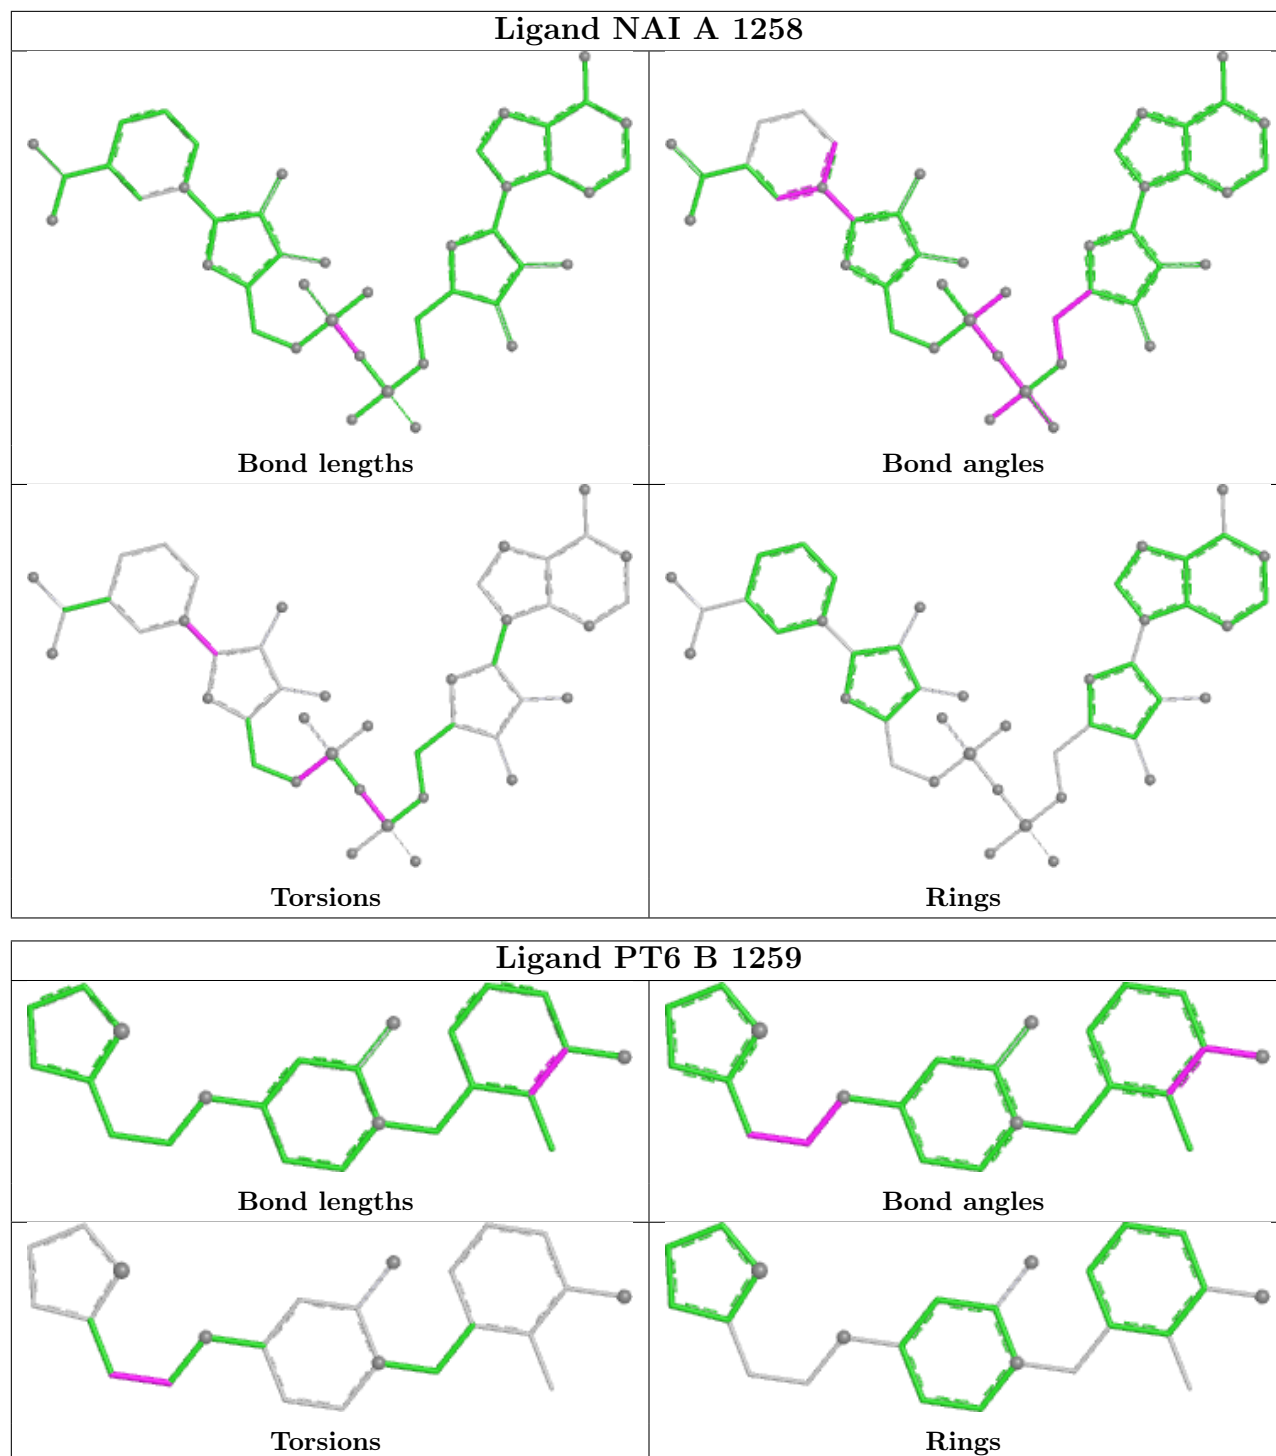 Ligand NAI A 1258
Bond lengths
Bond angles
Torsions
Rings
Ligand PT6 B 1259
Bond lengths
Bond angles
Torsions
Rings